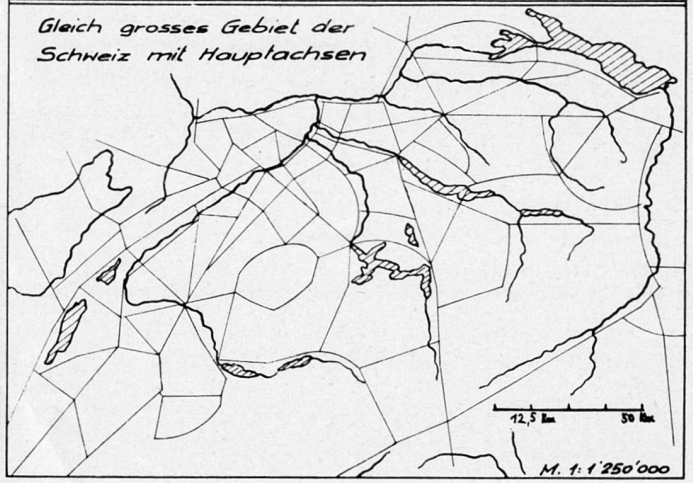 Gleich grosses Gebiet der
Schweiz mit Hauptachsen
12,5 Km 50 Km
M. 1: 1'250'000